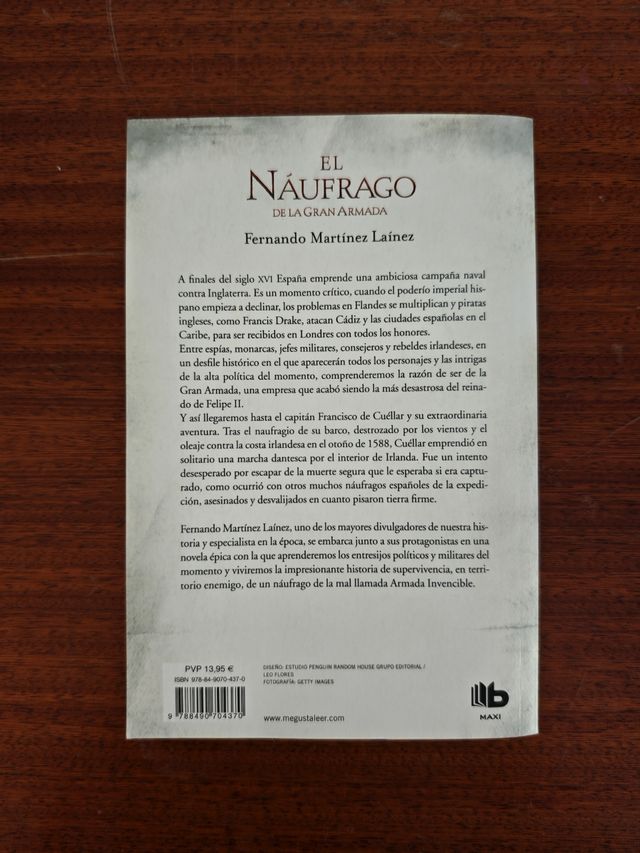 EL
NÁUFRAGO
DE LA GRAN ARMADA
Fernando Martínez Laínez
A finales del siglo XVI España emprende una ambiciosa campaña naval
contra Inglaterra. Es un momento crítico, cuando el poderío imperial his-
pano empieza a declinar, los problemas en Flandes se multiplican y piratas
ingleses, como Francis Drake, atacan Cádiz y las ciudades españolas en el
Caribe, para ser recibidos en Londres con todos los honores.
Entre espías, monarcas, jefes militares, consejeros y rebeldes irlandeses, en
un desfile histórico en el que aparecerán todos los personajes y las intrigas
de la alta política del momento, comprenderemos la razón de ser de la
Gran Armada, una empresa que acabó siendo la más desastrosa del reina-
do de Felipe II.
Y así llegaremos hasta el capitán Francisco de Cuéllar y su extraordinaria
aventura. Tras el naufragio de su barco, destrozado por los vientos y el
oleaje contra la costa irlandesa en el otoño de 1588, Cuéllar emprendió en
solitario una marcha dantesca por el interior de Irlanda. Fue un intento
desesperado por escapar de la muerte segura que le esperaba si era captu-
rado, como ocurrió con otros muchos náufragos españoles de la expedi-
ción, asesinados y desvalijados en cuanto pisaron tierra firme.
Fernando Martínez Laínez, uno de los mayores divulgadores de nuestra his-
toria y especialista en la época, se embarca junto a sus protagonistas en una
novela épica con la que aprenderemos los entresijos políticos y militares del
momento y viviremos la impresionante historia de supervivencia, en terri-
torio enemigo, de un náufrago de la mal llamada Armada Invencible.
PVP 13,95 €
ISBN 978-84-9070-437-0
9 788490 704370
DISEÑO: ESTUDIO PENGUIN RANDOM HOUSE GRUPO EDITORIAL /
LEO FLORES
FOTOGRAFÍA: GETTY IMAGES
www.megustaleer.com
b
MAXI